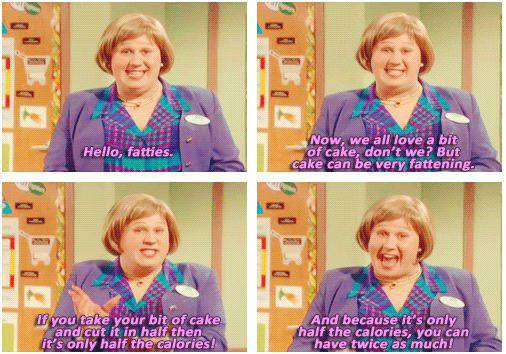 Hello, fatties.
Now, we all love a bit
of cake, don't we? But
cake can be very fattening.
If you take your bit of cake
and cut it in half then
it's only half the calories!
And because it's only
half the calories, you can
have twice as much!